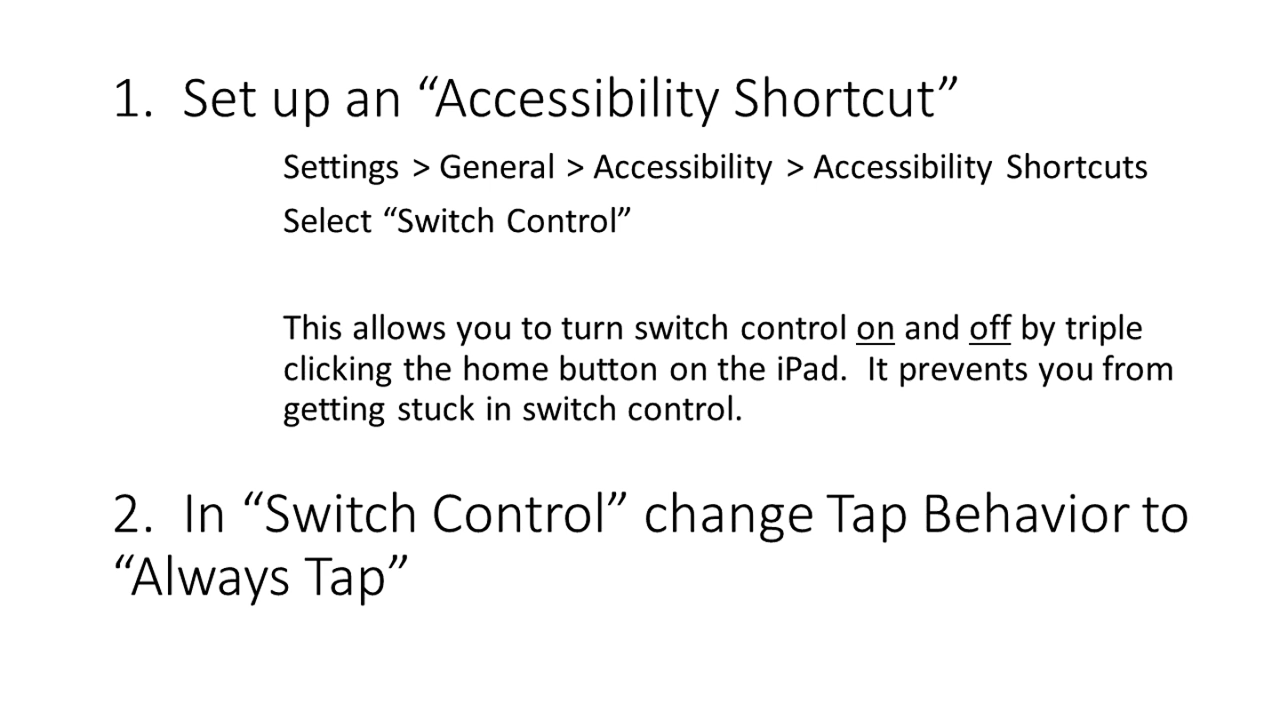 1.  Set up an “Accessibility Shortcut”
Settings > General > Accessibility > Accessibility Shortcuts
Select “Switch Control”
This allows you to turn switch control on and off by triple
clicking the home button on the iPad.  It prevents you from
getting stuck in switch control.
2.  In “Switch Control” change Tap Behavior to
“Always Tap”